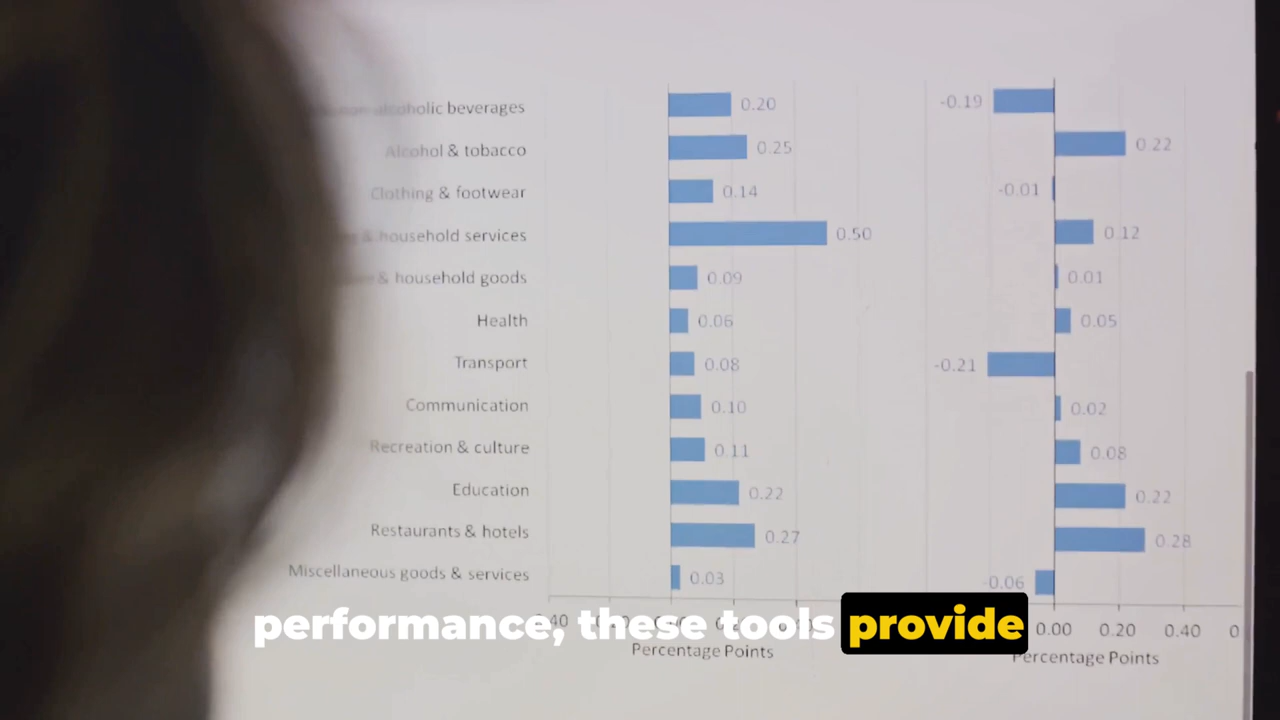 alcoholic beverages 0.20 -0.19
Alcohol & tobacco 0.25 0.22
Clothing & footwear 0.14 -0.01
& household services 0.50 0.12
& household goods 0.09 0.01
Health 0.06 0.05
Transport 0.08 -0.21
Communication 0.10 0.02
Recreation & culture 0.11 0.08
Education 0.22 0.22
Restaurants & hotels 0.27 0.28
Miscellaneous goods & services 0.03 -0.06
0.00 0.20 0.40
performance, these tools provide
Percentage Points Percentage Points